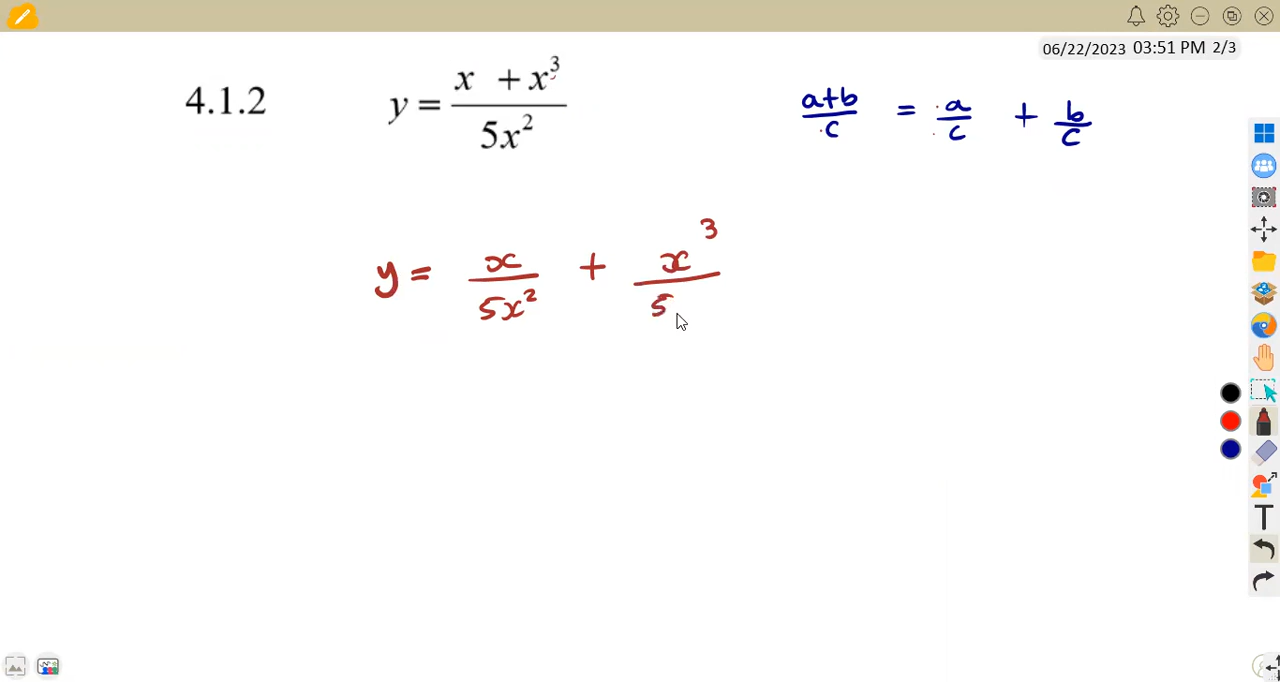 06/22/2023 03:51 PM 2/3
4.1.2 y = (x + x³)/(5x²)
(a+b)/c = a/c + b/c
y = x/(5x²) + x³/5
T